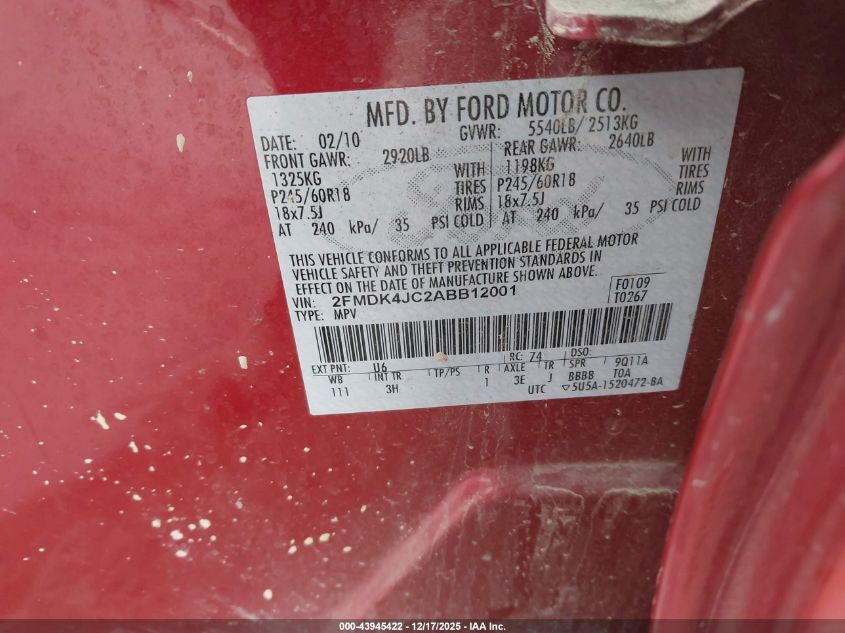 MFD. BY FORD MOTOR CO.
DATE: 02/10 GVWR: 5540LB/ 2513KG
FRONT GAWR: 2920LB REAR GAWR: 2640LB
1325KG WITH 1198KG WITH
P245/60R18 TIRES P245/60R18 TIRES
18x7.5J RIMS 18x7.5J RIMS
AT 240 kPa/ 35 PSI COLD AT 240 kPa/ 35 PSI COLD
THIS VEHICLE CONFORMS TO ALL APPLICABLE FEDERAL MOTOR
VEHICLE SAFETY AND THEFT PREVENTION STANDARDS IN
EFFECT ON THE DATE OF MANUFACTURE SHOWN ABOVE.
VIN: 2FMDK4JC2ABB12001 F0109
TYPE: MPV T0267
EXT PNT: U6 RC: 74 DSO:
WB INT TR TP/PS R AXLE TR SPR 9Q11A
111 3H 1 3E J BBBB TOA
UTC ▽5U5A-1520472-BA
000-43945422 - 12/17/2025 - IAA Inc.